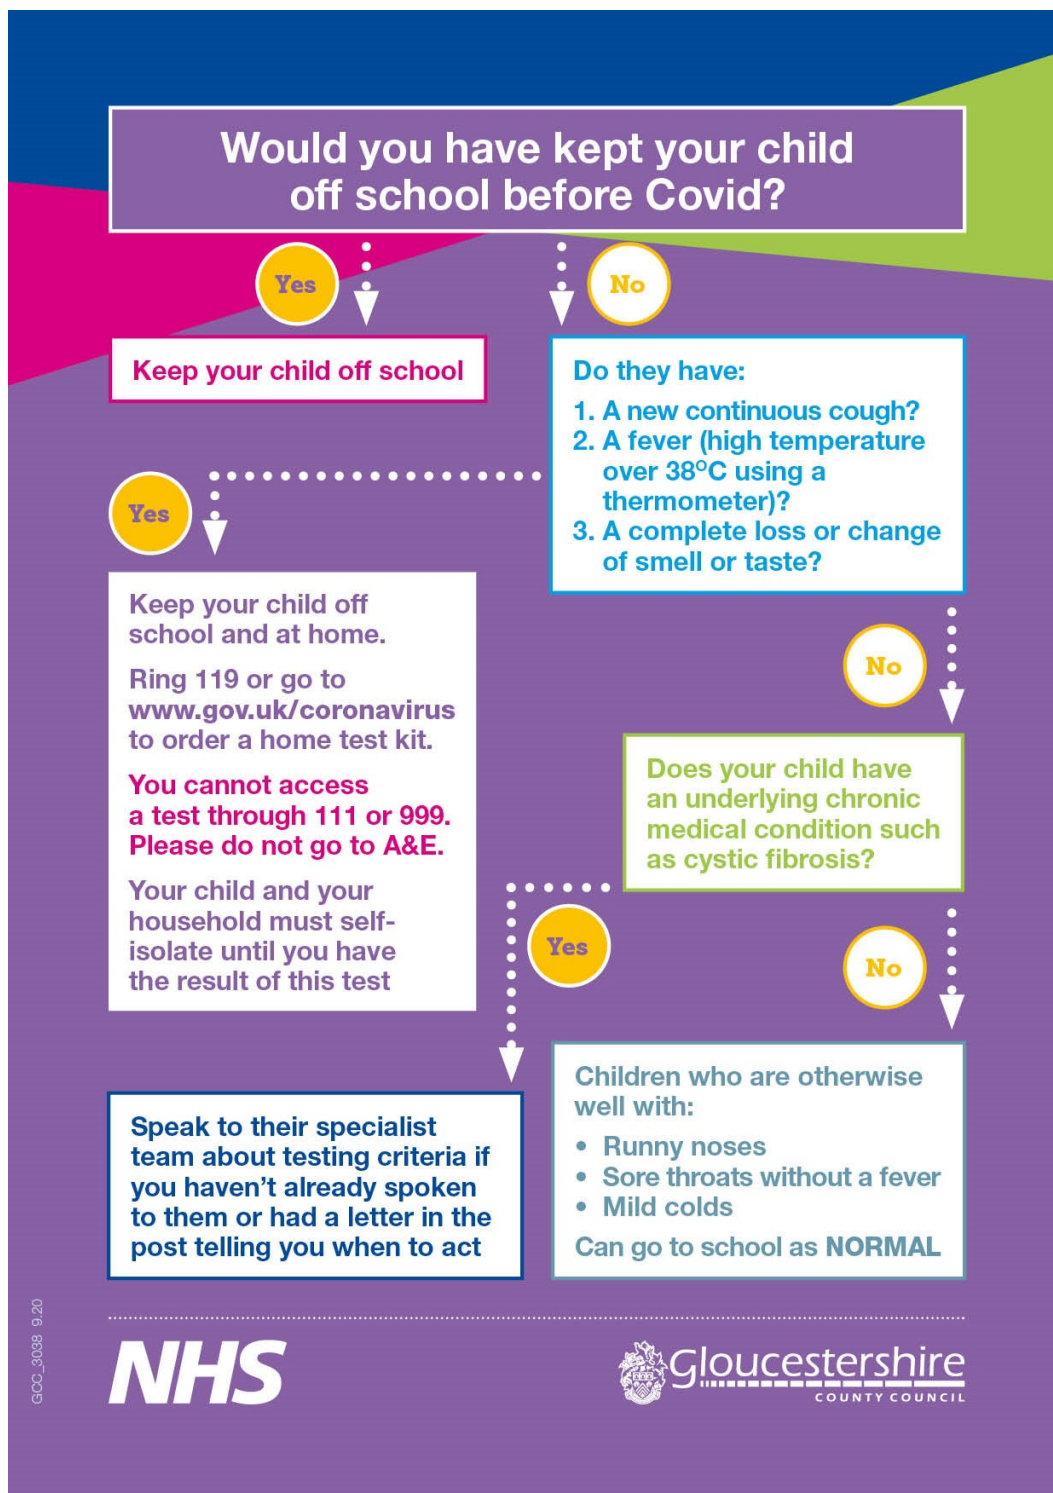 Would you have kept your child
off school before Covid?
Yes
No
Keep your child off school
Do they have:
1. A new continuous cough?
2. A fever (high temperature
over 38°C using a
thermometer)?
3. A complete loss or change
of smell or taste?
Yes
Keep your child off
school and at home.
Ring 119 or go to
www.gov.uk/coronavirus
to order a home test kit.
You cannot access
a test through 111 or 999.
Please do not go to A&E.
Your child and your
household must self-
isolate until you have
the result of this test
No
Does your child have
an underlying chronic
medical condition such
as cystic fibrosis?
Yes
No
Speak to their specialist
team about testing criteria if
you haven't already spoken
to them or had a letter in the
post telling you when to act
Children who are otherwise
well with:
• Runny noses
• Sore throats without a fever
• Mild colds
Can go to school as NORMAL
GCC_3038 9.20
NHS
Gloucestershire
COUNTY COUNCIL